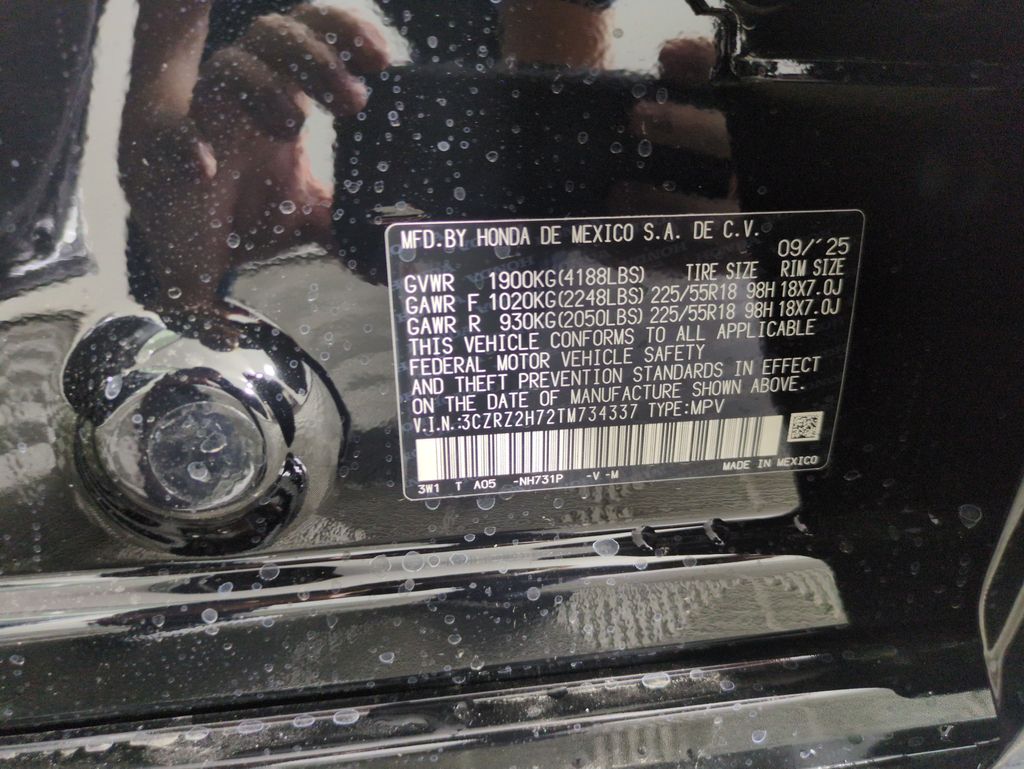 MFD.BY HONDA DE MEXICO S.A. DE C.V.
09/´25
GVWR 1900KG(4188LBS) TIRE SIZE RIM SIZE
GAWR F 1020KG(2248LBS) 225/55R18 98H 18X7.0J
GAWR R 930KG(2050LBS) 225/55R18 98H 18X7.0J
THIS VEHICLE CONFORMS TO ALL APPLICABLE
FEDERAL MOTOR VEHICLE SAFETY
AND THEFT PREVENTION STANDARDS IN EFFECT
ON THE DATE OF MANUFACTURE SHOWN ABOVE.
V.I.N.:3CZRZ2H72TM734337 TYPE:MPV
MADE IN MEXICO
3W1 T A05 -NH731P -V -M